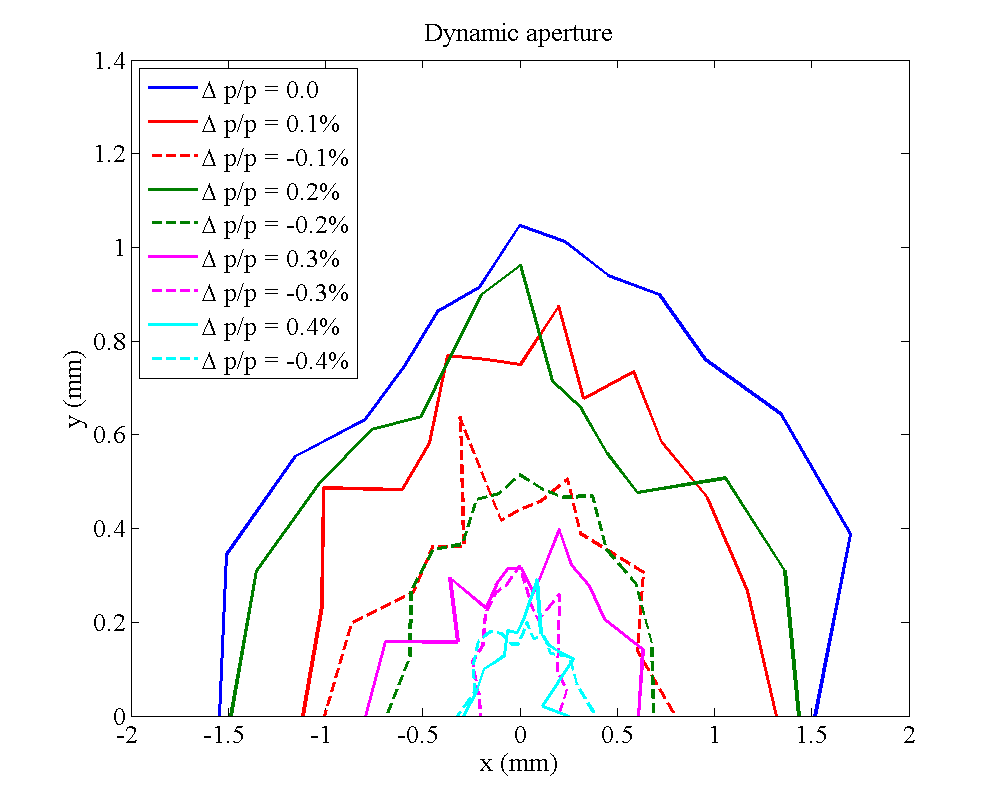 Dynamic aperture
1.4
1.2
1
0.8
0.6
0.4
0.2
0
y (mm)
Δ p/p = 0.0
Δ p/p = 0.1%
Δ p/p = -0.1%
Δ p/p = 0.2%
Δ p/p = -0.2%
Δ p/p = 0.3%
Δ p/p = -0.3%
Δ p/p = 0.4%
Δ p/p = -0.4%
-2 -1.5 -1 -0.5 0 0.5 1 1.5 2
x (mm)